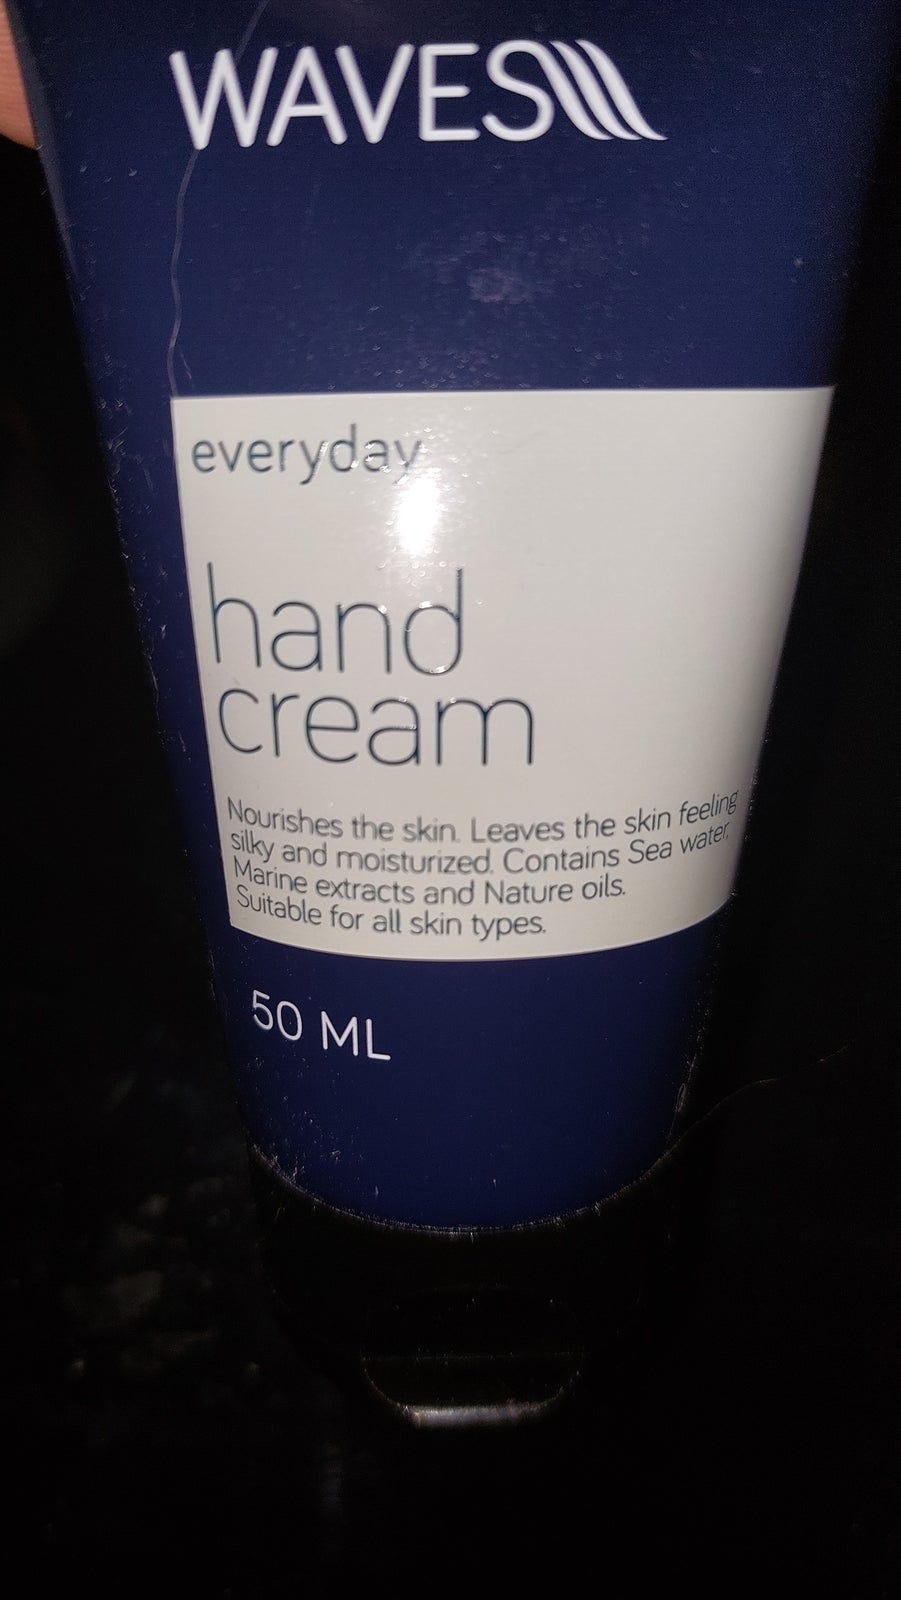 WAVES
everyday
hand
cream
Nourishes the skin. Leaves the skin feeling
silky and moisturized. Contains Sea water,
Marine extracts and Nature oils.
Suitable for all skin types.
50 ML